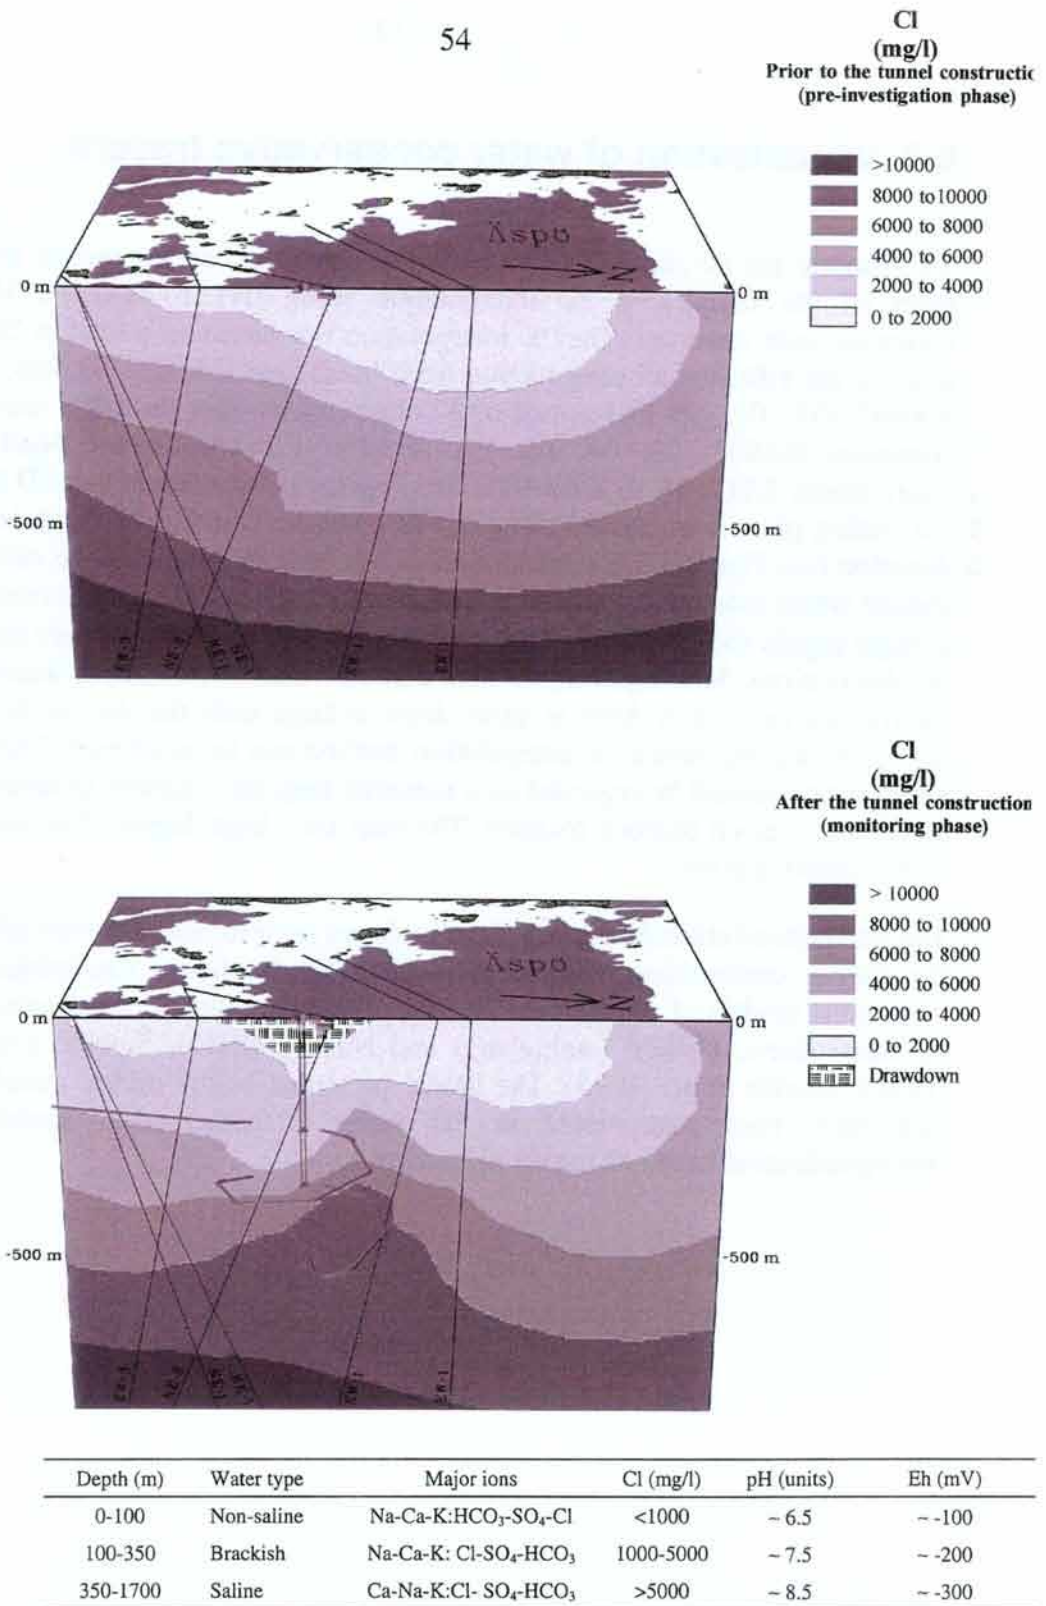 54
Cl
(mg/l)
Prior to the tunnel constructic
(pre-investigation phase)
>10000
8000 to10000
6000 to 8000
4000 to 6000
2000 to 4000
0 to 2000
Äspö
N
0 m
0 m
-500 m
-500 m
Cl
(mg/l)
After the tunnel construction
(monitoring phase)
> 10000
8000 to 10000
6000 to 8000
4000 to 6000
2000 to 4000
0 to 2000
Drawdown
Äspö
N
0 m
0 m
-500 m
-500 m
Depth (m) Water type Major ions Cl (mg/l) pH (units) Eh (mV)
0-100 Non-saline Na-Ca-K:HCO₃-SO₄-Cl <1000 ~ 6.5 ~ -100
100-350 Brackish Na-Ca-K: Cl-SO₄-HCO₃ 1000-5000 ~ 7.5 ~ -200
350-1700 Saline Ca-Na-K:Cl- SO₄-HCO₃ >5000 ~ 8.5 ~ -300